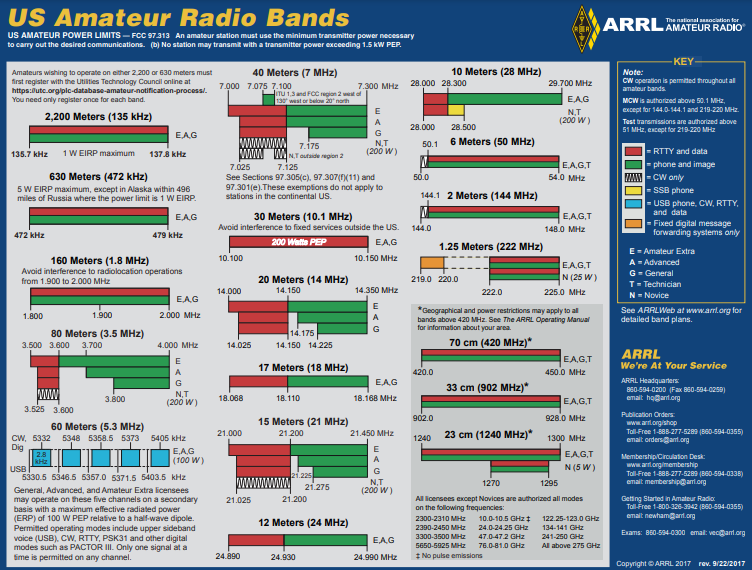 US Amateur Radio Bands
US AMATEUR POWER LIMITS — FCC 97.313 An amateur station must use the minimum transmitter power necessary
to carry out the desired communications. (b) No station may transmit with a transmitter power exceeding 1.5 kW PEP.
ARRL The national association for
AMATEUR RADIO®
Amateurs wishing to operate on either 2,200 or 630 meters must
first register with the Utilities Technology Council online at
https://utc.org/plc-database-amateur-notification-process/.
You need only register once for each band.
2,200 Meters (135 kHz)
E,A,G
135.7 kHz 1 W EIRP maximum 137.8 kHz
630 Meters (472 kHz)
5 W EIRP maximum, except in Alaska within 496
miles of Russia where the power limit is 1 W EIRP.
E,A,G
472 kHz 479 kHz
160 Meters (1.8 MHz)
Avoid interference to radiolocation operations
from 1.900 to 2.000 MHz
E,A,G
1.800 1.900 2.000 MHz
80 Meters (3.5 MHz)
3.500 3.600 3.700 4.000 MHz
E
A
G
3.800
N,T
(200 W)
3.525 3.600
60 Meters (5.3 MHz)
CW,
Dig
5332 5348 5358.5 5373 5405 kHz
2.8
kHz
E,A,G
(100 W)
USB
5330.5 5346.5 5357.0 5371.5 5403.5 kHz
General, Advanced, and Amateur Extra licensees
may operate on these five channels on a secondary
basis with a maximum effective radiated power
(ERP) of 100 W PEP relative to a half-wave dipole.
Permitted operating modes include upper sideband
voice (USB), CW, RTTY, PSK31 and other digital
modes such as PACTOR III. Only one signal at a
time is permitted on any channel.
40 Meters (7 MHz)
7.000 7.075 7.100 7.300 MHz
ITU 1,3 and FCC region 2 west of
130° west or below 20° north
E
A
G
7.175
N,T
(200 W)
N,T outside region 2
7.025 7.125
See Sections 97.305(c), 97.307(f)(11) and
97.301(e).These exemptions do not apply to
stations in the continental US.
30 Meters (10.1 MHz)
Avoid interference to fixed services outside the US.
200 Watts PEP
E,A,G
10.100 10.150 MHz
20 Meters (14 MHz)
14.000 14.150 14.350 MHz
E
A
G
14.175
14.025 14.150 14.225
17 Meters (18 MHz)
E,A,G
18.068 18.110 18.168 MHz
15 Meters (21 MHz)
21.000 21.200 21.450 MHz
E
A
G
21.225
21.275
N,T
(200 W)
21.025 21.200
12 Meters (24 MHz)
E,A,G
24.890 24.930 24.990 MHz
10 Meters (28 MHz)
28.000 28.300 29.700 MHz
E,A,G
N,T
(200 W)
28.000 28.500
6 Meters (50 MHz)
50.1
E,A,G,T
50.0 54.0 MHz
2 Meters (144 MHz)
144.1
E,A,G,T
144.0 148.0 MHz
1.25 Meters (222 MHz)
E,A,G,T
N (25 W)
219.0 220.0
222.0 225.0 MHz
*Geographical and power restrictions may apply to all
bands above 420 MHz. See The ARRL Operating Manual
for information about your area.
70 cm (420 MHz)*
E,A,G,T
420.0 450.0 MHz
33 cm (902 MHz)*
E,A,G,T
902.0 928.0 MHz
23 cm (1240 MHz)*
1240 1300 MHz
E,A,G,T
N (5 W)
1270 1295
All licensees except Novices are authorized all modes
on the following frequencies:
2300-2310 MHz 10.0-10.5 GHz ‡ 122.25-123.0 GHz
2390-2450 MHz 24.0-24.25 GHz 134-141 GHz
3300-3500 MHz 47.0-47.2 GHz 241-250 GHz
5650-5925 MHz 76.0-81.0 GHz All above 275 GHz
‡ No pulse emissions
KEY
Note:
CW operation is permitted throughout all
amateur bands.
MCW is authorized above 50.1 MHz,
except for 144.0-144.1 and 219-220 MHz.
Test transmissions are authorized above
51 MHz, except for 219-220 MHz
= RTTY and data
= phone and image
= CW only
= SSB phone
= USB phone, CW, RTTY,
and data
= Fixed digital message
forwarding systems only
E = Amateur Extra
A = Advanced
G = General
T = Technician
N = Novice
See ARRLWeb at www.arrl.org for
detailed band plans.
ARRL
We're At Your Service
ARRL Headquarters:
860-594-0200 (Fax 860-594-0259)
email: hq@arrl.org
Publication Orders:
www.arrl.org/shop
Toll-Free 1-888-277-5289 (860-594-0355)
email: orders@arrl.org
Membership/Circulation Desk:
www.arrl.org/membership
Toll-Free 1-888-277-5289 (860-594-0338)
email: membership@arrl.org
Getting Started in Amateur Radio:
Toll-Free 1-800-326-3942 (860-594-0355)
email: newham@arrl.org
Exams: 860-594-0300 email: vec@arrl.org
Copyright © ARRL 2017 rev. 9/22/2017